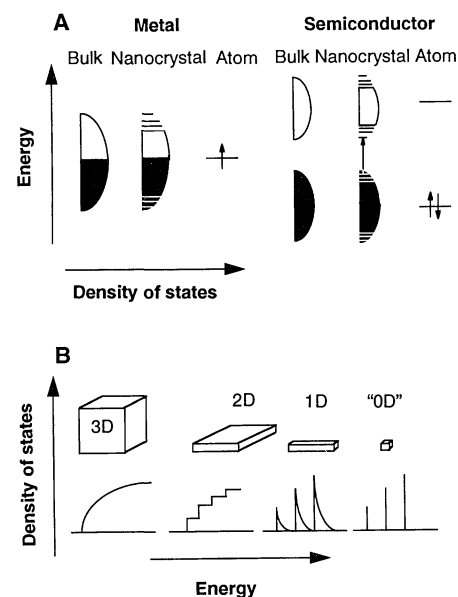 A
Metal
Semiconductor
Bulk Nanocrystal Atom
Bulk Nanocrystal Atom
Energy
Density of states
B
Density of states
3D
2D
1D
“0D”
Energy